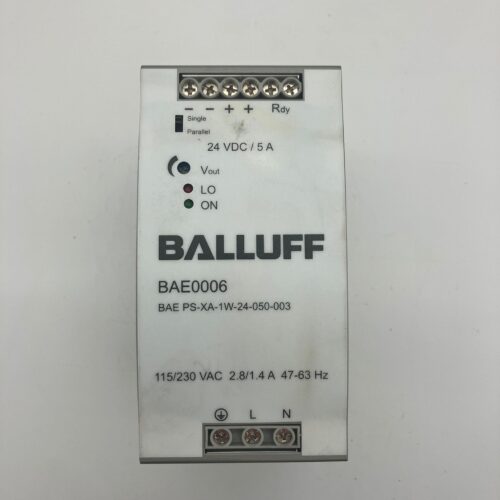 − − + + Rdy
Single
Parallel
24 VDC / 5 A
Vout
LO
ON
BALLUFF
BAE0006
BAE PS-XA-1W-24-050-003
115/230 VAC 2.8/1.4 A 47-63 Hz
L N